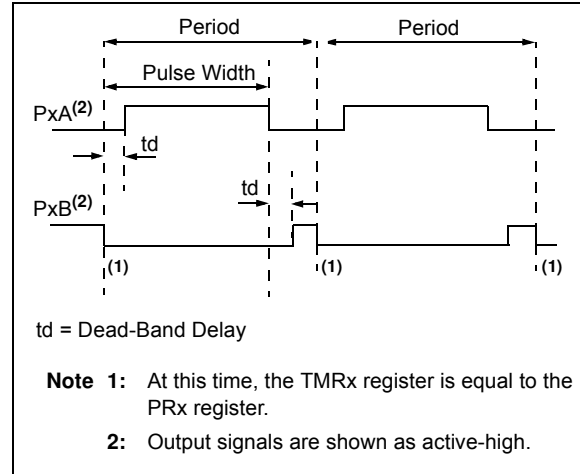 Period Period
Pulse Width
PxA(2)
td
td
PxB(2)
(1) (1) (1)
td = Dead-Band Delay
Note 1: At this time, the TMRx register is equal to the
PRx register.
2: Output signals are shown as active-high.